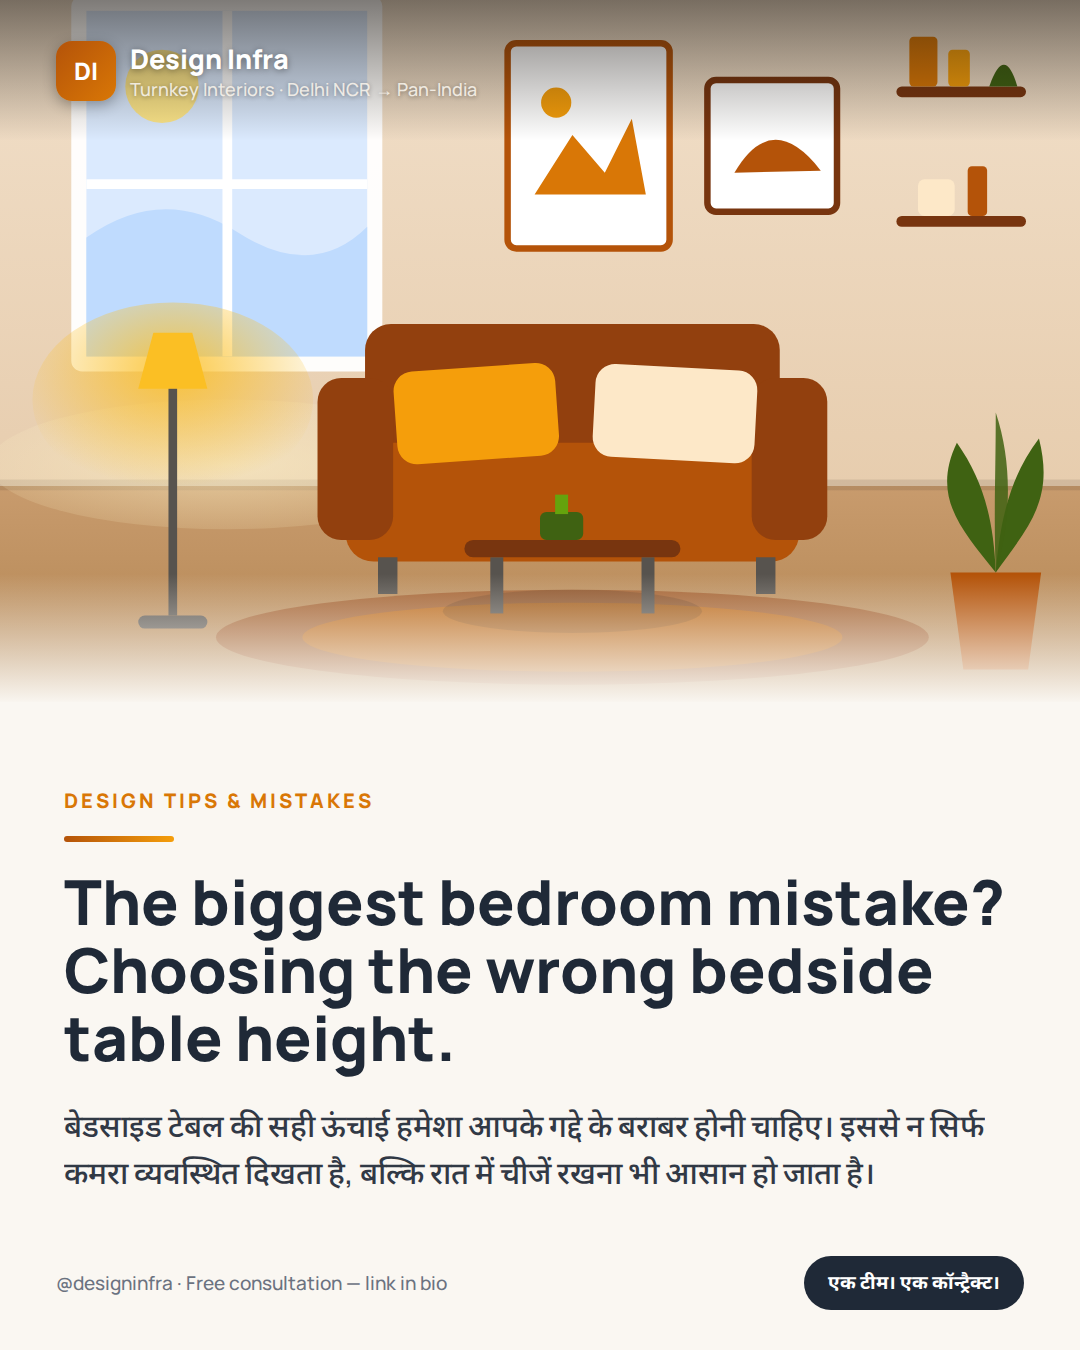 DI
Design Infra
Turnkey Interiors · Delhi NCR → Pan-India
DESIGN TIPS & MISTAKES
The biggest bedroom mistake?
Choosing the wrong bedside
table height.
बेडसाइड टेबल की सही ऊंचाई हमेशा आपके गद्दे के बराबर होनी चाहिए। इससे न सिर्फ
कमरा व्यवस्थित दिखता है, बल्कि रात में चीजें रखना भी आसान हो जाता है।
@designinfra · Free consultation — link in bio
एक टीम। एक कॉन्ट्रैक्ट।